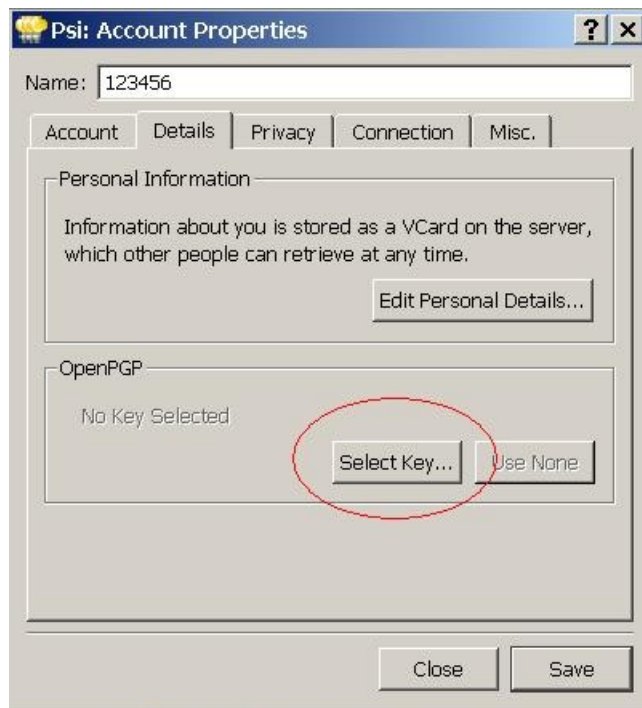 Psi: Account Properties
Name: 123456
Account Details Privacy Connection Misc.
Personal Information
Information about you is stored as a VCard on the server,
which other people can retrieve at any time.
Edit Personal Details...
OpenPGP
No Key Selected
Select Key... Use None
Close Save